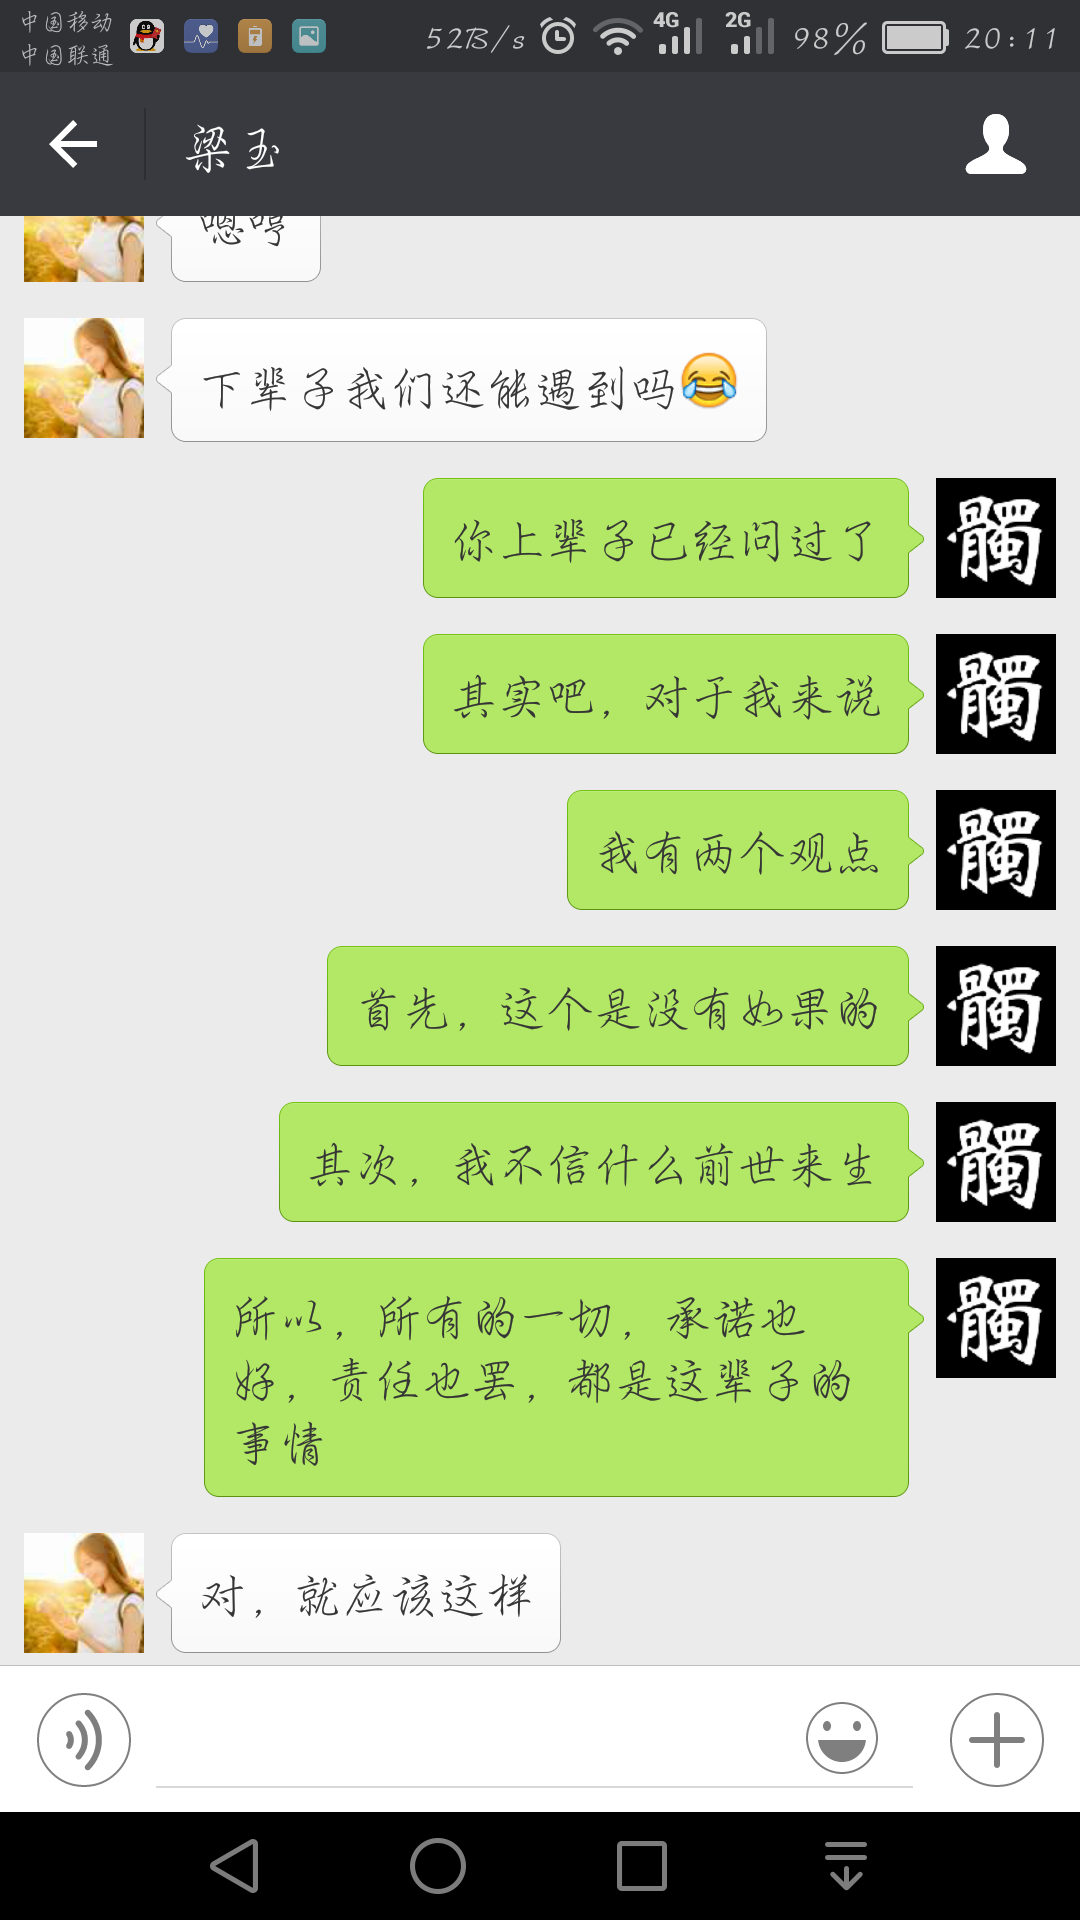 中国移动
中国联通
52B/s
4G
2G
98%
20:11
梁玉
嗯哼
下辈子我们还能遇到吗😂
髑
你上辈子已经问过了
髑
其实吧，对于我来说
髑
我有两个观点
髑
首先，这个是没有如果的
髑
其次，我不信什么前世来生
髑
所以，所有的一切，承诺也
好，责任也罢，都是这辈子的
事情
髑
对，就应该这样